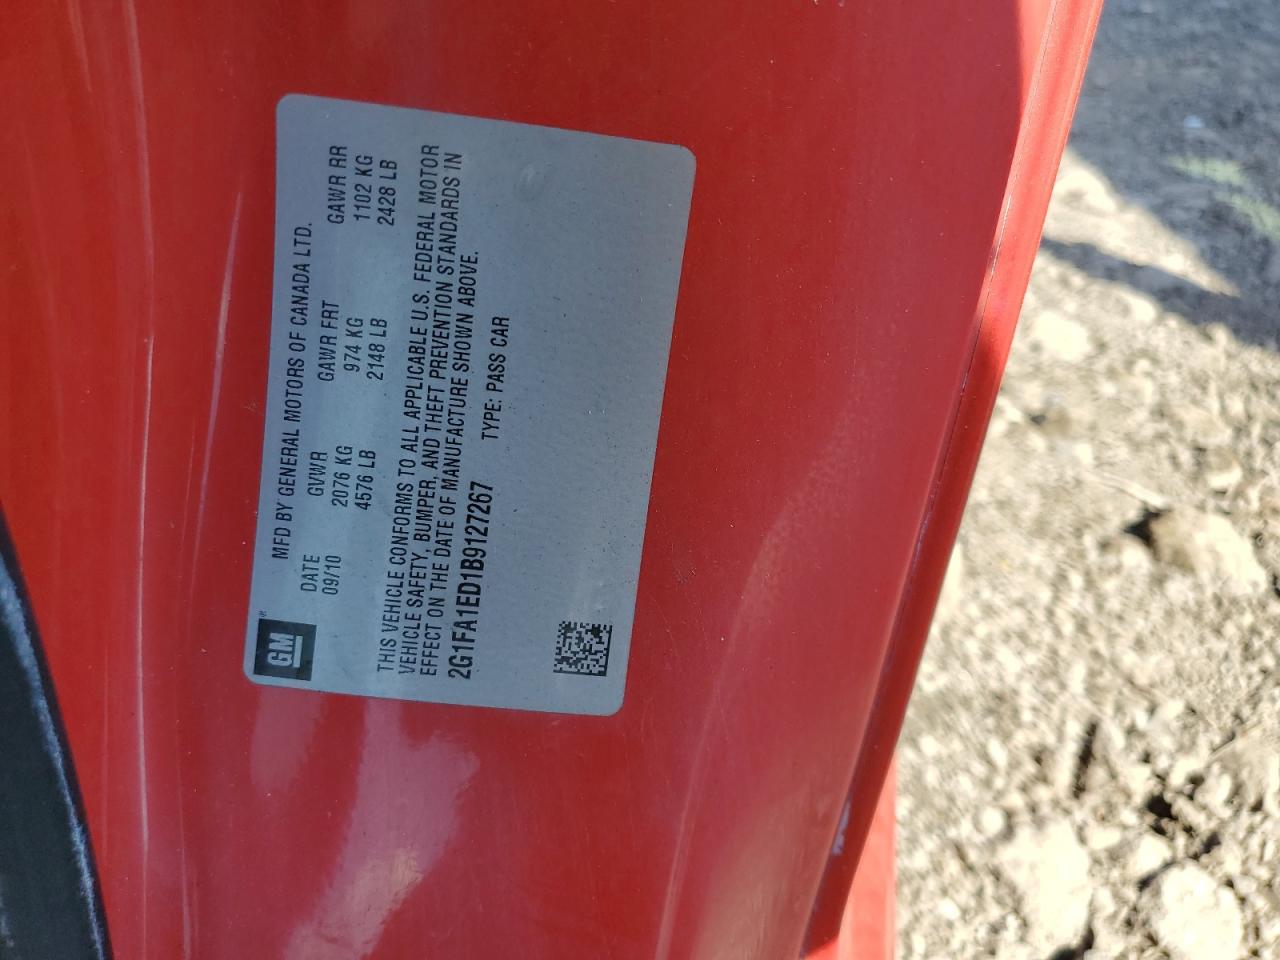 GM
MFD BY GENERAL MOTORS OF CANADA LTD.
DATE GVWR GAWR FRT GAWR RR
09/10 2076 KG 974 KG 1102 KG
4576 LB 2148 LB 2428 LB
THIS VEHICLE CONFORMS TO ALL APPLICABLE U.S. FEDERAL MOTOR
VEHICLE SAFETY, BUMPER, AND THEFT PREVENTION STANDARDS IN
EFFECT ON THE DATE OF MANUFACTURE SHOWN ABOVE.
2G1FA1ED1B9127267 TYPE: PASS CAR